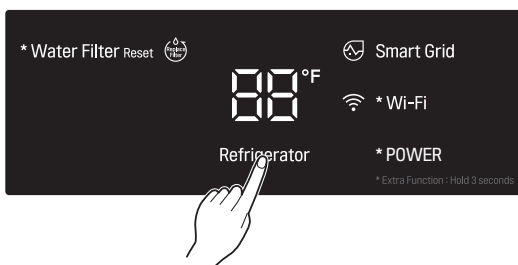 * Water Filter Reset
Replace
Filter
88 °F
Refrigerator
Smart Grid
* Wi-Fi
* POWER
* Extra Function : Hold 3 seconds